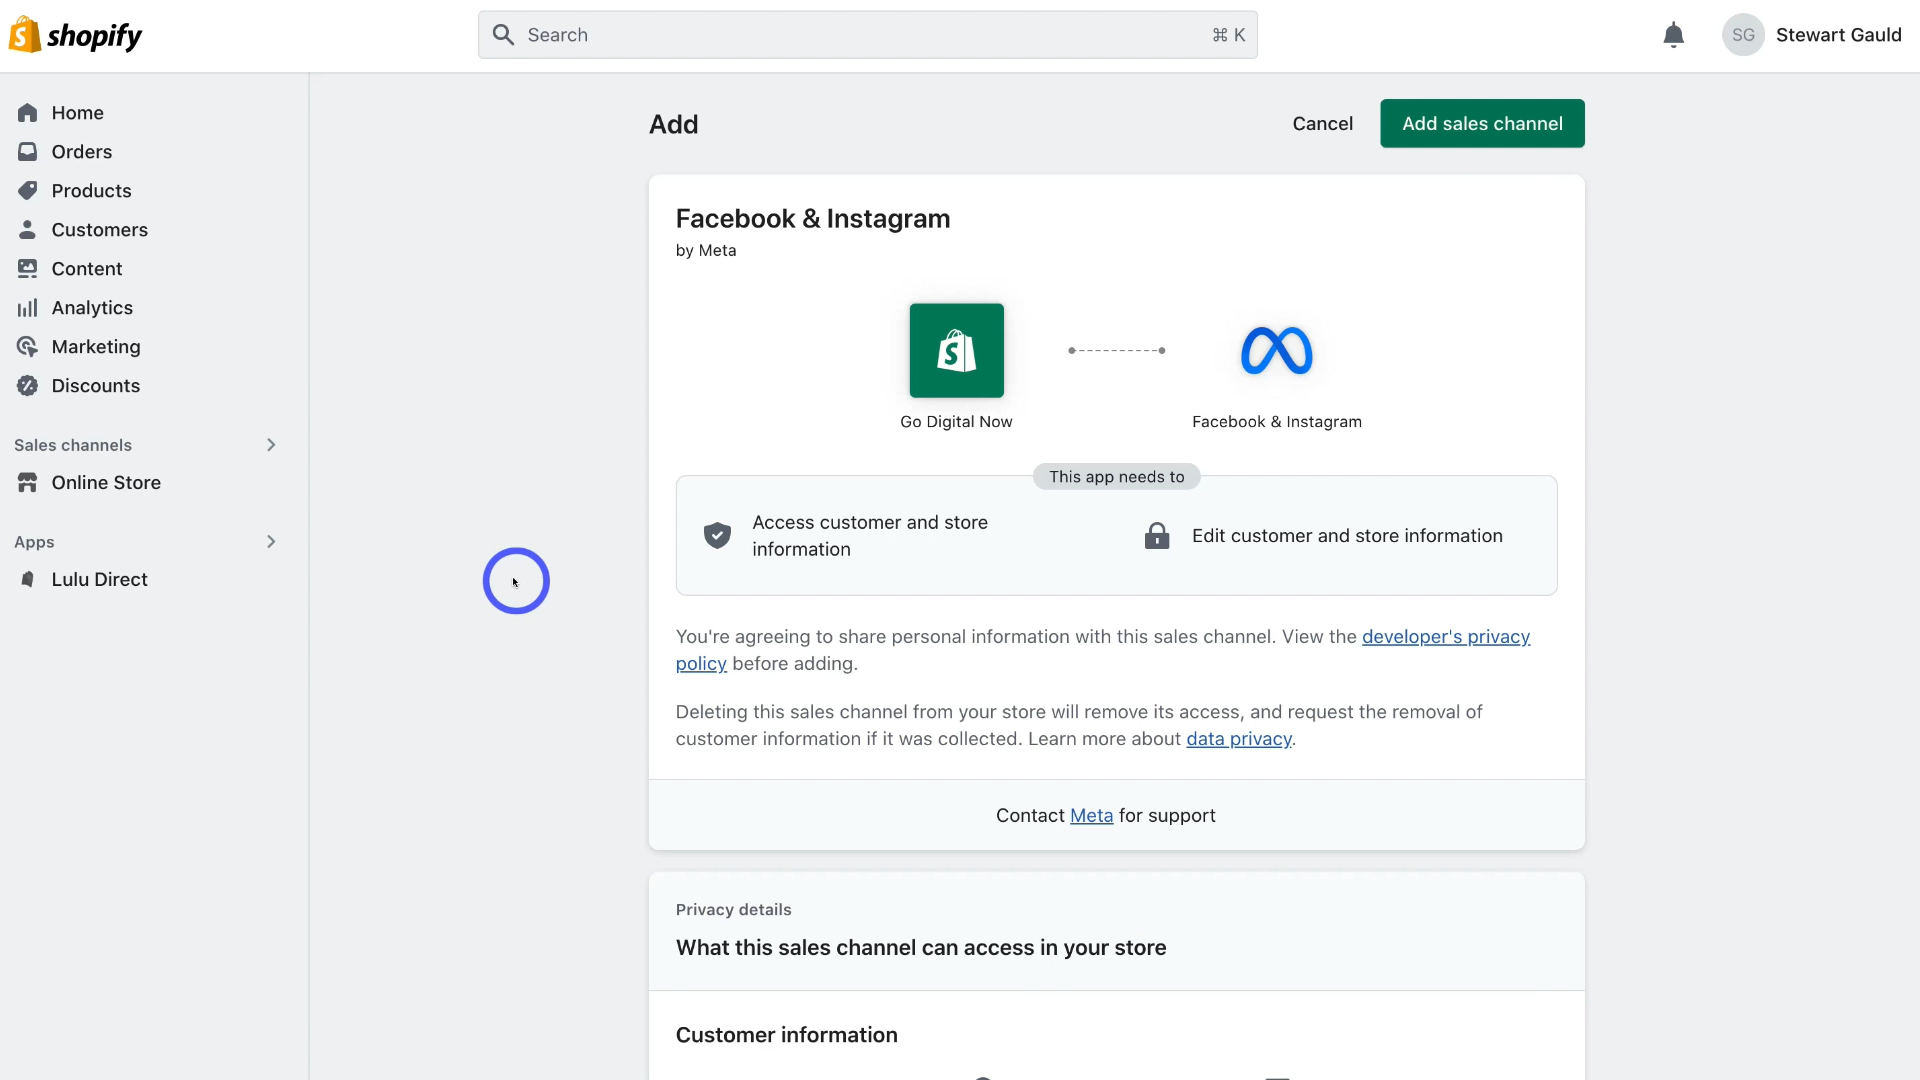 shopify
Search
⌘ K
SG
Stewart Gauld
Home
Orders
Products
Customers
Content
Analytics
Marketing
Discounts
Sales channels
Online Store
Apps
Lulu Direct
Add
Cancel
Add sales channel
Facebook & Instagram
by Meta
Go Digital Now
Facebook & Instagram
This app needs to
Access customer and store
information
Edit customer and store information
You're agreeing to share personal information with this sales channel. View the developer's privacy
policy before adding.
Deleting this sales channel from your store will remove its access, and request the removal of
customer information if it was collected. Learn more about data privacy.
Contact Meta for support
Privacy details
What this sales channel can access in your store
Customer information